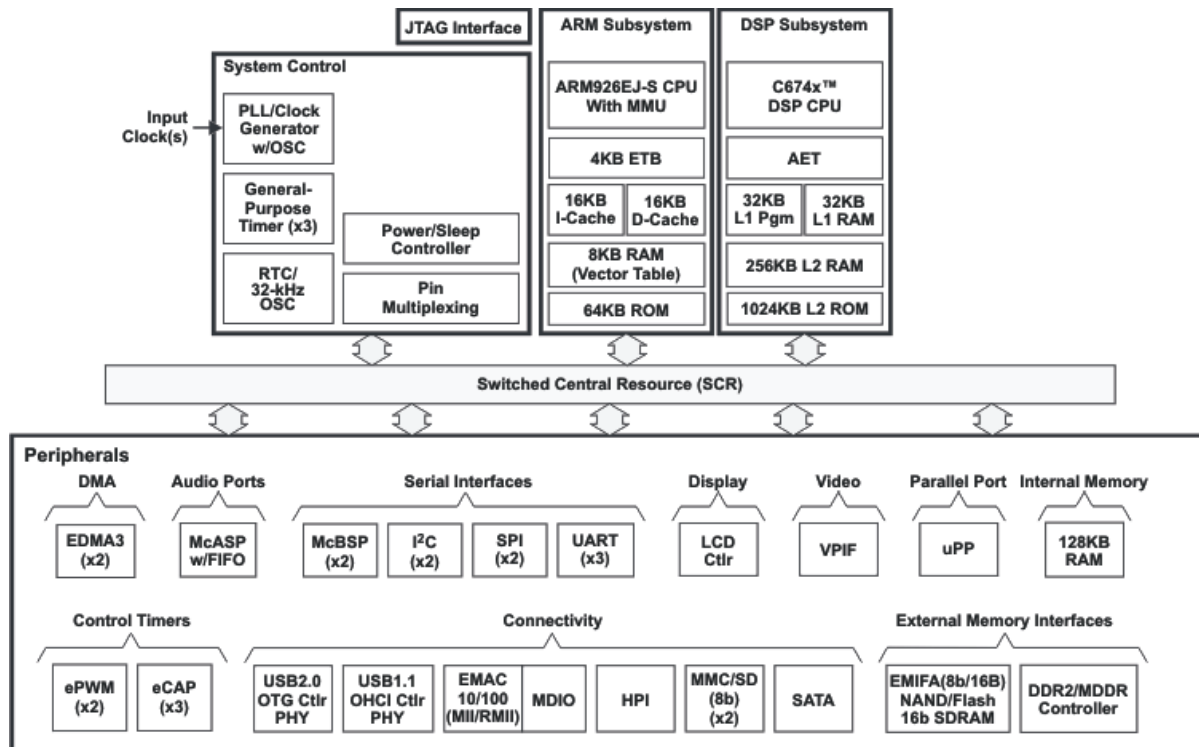 JTAG Interface
System Control
Input
Clock(s)
PLL/Clock
Generator
w/OSC
General-
Purpose
Timer (x3)
RTC/
32-kHz
OSC
Power/Sleep
Controller
Pin
Multiplexing
ARM Subsystem
ARM926EJ-S CPU
With MMU
4KB ETB
16KB
I-Cache
16KB
D-Cache
8KB RAM
(Vector Table)
64KB ROM
DSP Subsystem
C674x™
DSP CPU
AET
32KB
L1 Pgm
32KB
L1 RAM
256KB L2 RAM
1024KB L2 ROM
Switched Central Resource (SCR)
Peripherals
DMA
EDMA3
(x2)
Audio Ports
McASP
w/FIFO
Serial Interfaces
McBSP
(x2)
I²C
(x2)
SPI
(x2)
UART
(x3)
Display
LCD
Ctlr
Video
VPIF
Parallel Port
uPP
Internal Memory
128KB
RAM
Control Timers
ePWM
(x2)
eCAP
(x3)
Connectivity
USB2.0
OTG Ctlr
PHY
USB1.1
OHCI Ctlr
PHY
EMAC
10/100
(MII/RMII)
MDIO
HPI
MMC/SD
(8b)
(x2)
SATA
External Memory Interfaces
EMIFA(8b/16B)
NAND/Flash
16b SDRAM
DDR2/MDDR
Controller